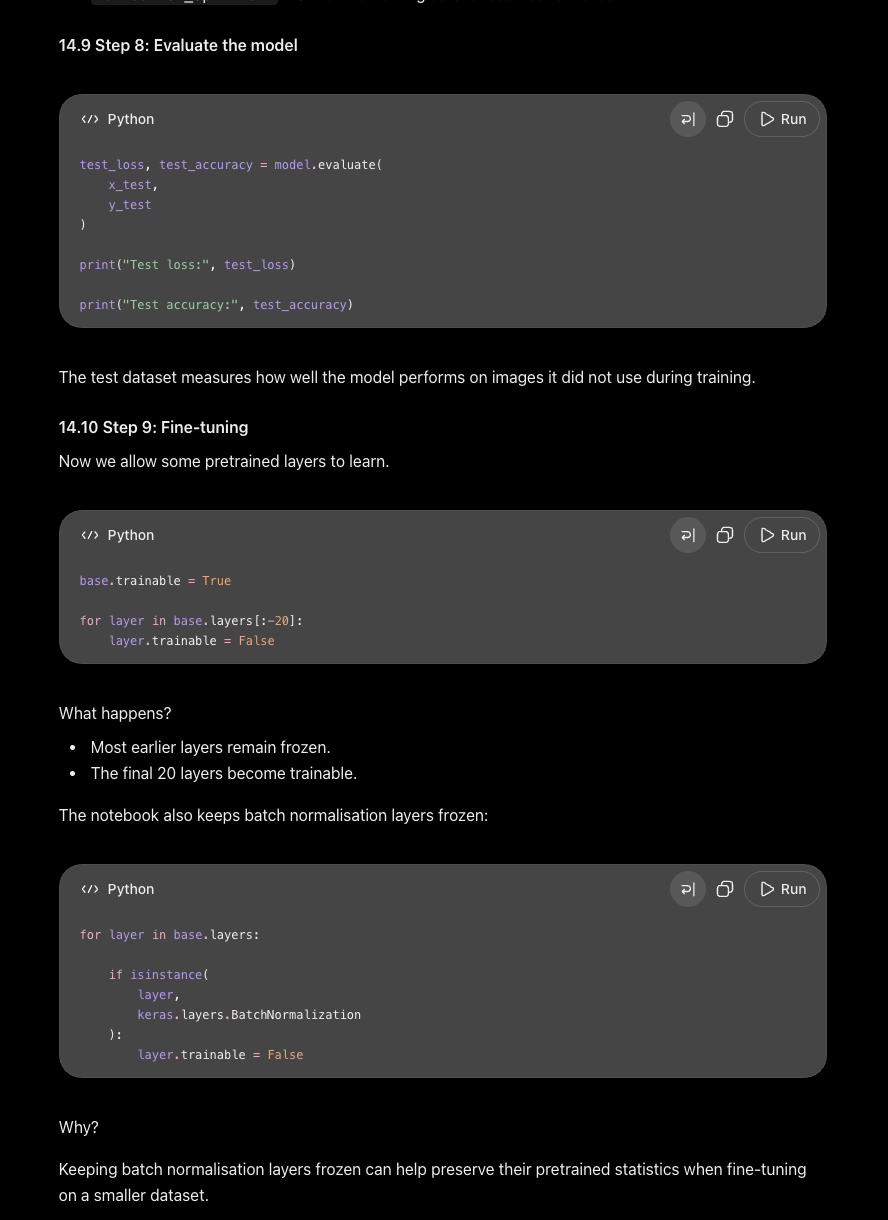 14.9 Step 8: Evaluate the model
Python
Run
test_loss, test_accuracy = model.evaluate(
    x_test,
    y_test
)
print("Test loss:", test_loss)
print("Test accuracy:", test_accuracy)
The test dataset measures how well the model performs on images it did not use during training.
14.10 Step 9: Fine-tuning
Now we allow some pretrained layers to learn.
Python
Run
base.trainable = True
for layer in base.layers[:-20]:
    layer.trainable = False
What happens?
• Most earlier layers remain frozen.
• The final 20 layers become trainable.
The notebook also keeps batch normalisation layers frozen:
Python
Run
for layer in base.layers:
    if isinstance(
        layer,
        keras.layers.BatchNormalization
    ):
        layer.trainable = False
Why?
Keeping batch normalisation layers frozen can help preserve their pretrained statistics when fine-tuning
on a smaller dataset.